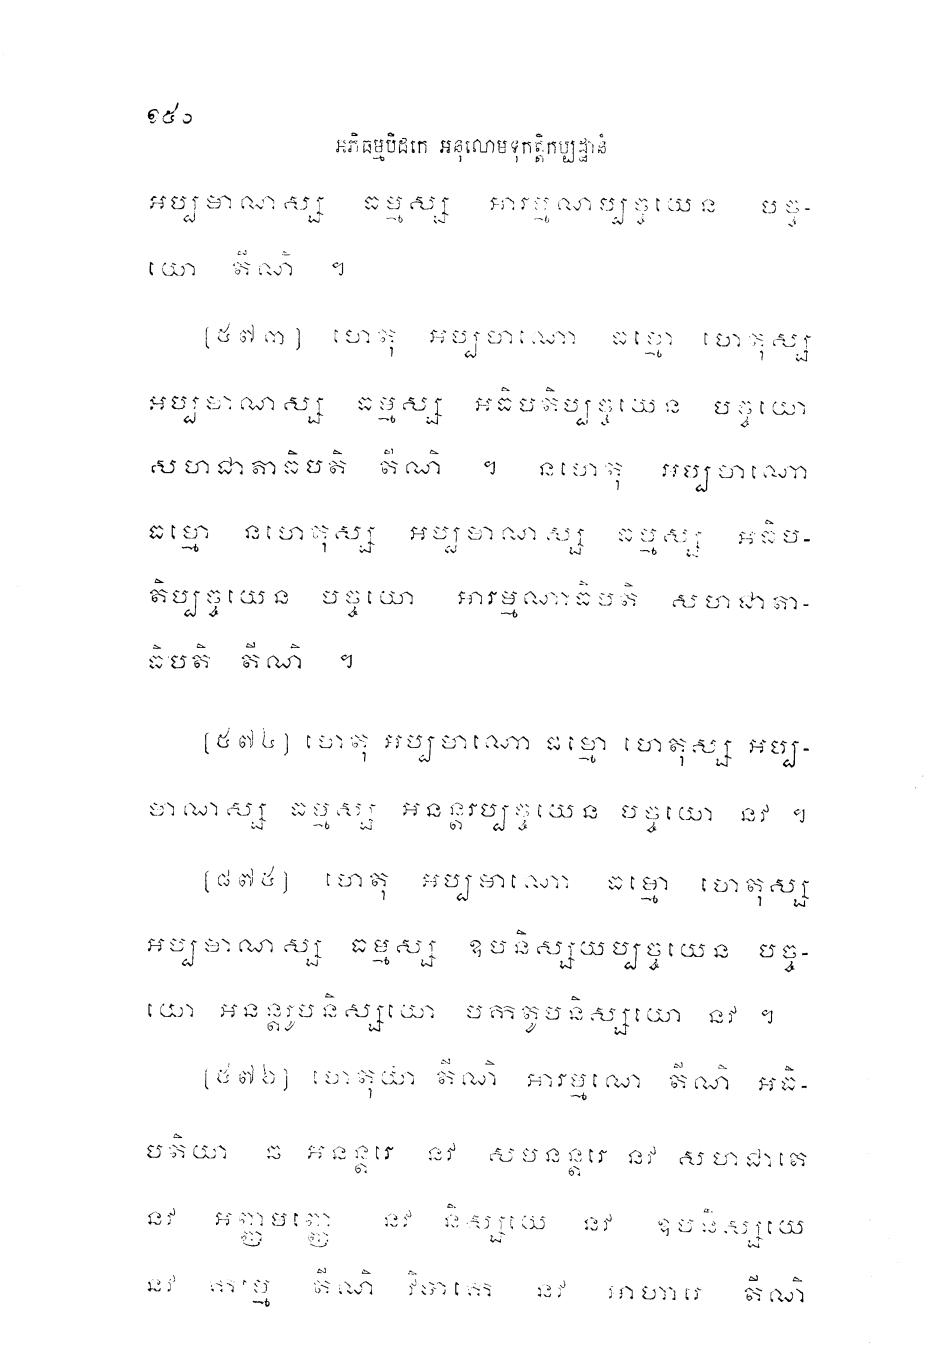 ១៥០
អភិធម្មបិដកេ អនុលោមទុកត្តិកប្បដ្ឋានំ
អប្បមាណស្ស ធម្មស្ស អារម្មណប្បច្ចយេន បច្ច-
យោ តីណិ ។
[៥៧៣] ហេតុ អប្បមាណោ ធម្មោ ហេតុស្ស
អប្បមាណស្ស ធម្មស្ស អធិបតិប្បច្ចយេន បច្ចយោ
សហជាតាធិបតិ តីណិ ។ នហេតុ អប្បមាណោ
ធម្មោ នហេតុស្ស អប្បមាណស្ស ធម្មស្ស អធិប-
តិប្បច្ចយេន បច្ចយោ អារម្មណាធិបតិ សហជាតា-
ធិបតិ តីណិ ។
[៥៧៤] ហេតុ អប្បមាណោ ធម្មោ ហេតុស្ស អប្ប-
មាណស្ស ធម្មស្ស អនន្តរប្បច្ចយេន បច្ចយោ នវ ។
[៥៧៥] ហេតុ អប្បមាណោ ធម្មោ ហេតុស្ស
អប្បមាណស្ស ធម្មស្ស ឧបនិស្សយប្បច្ចយេន បច្ច-
យោ អនន្តរូបនិស្សយោ បកតូបនិស្សយោ នវ ។
[៥៧៦] ហេតុយា តីណិ អារម្មណេ តីណិ អធិ-
បតិយា ឆ អនន្តរេ នវ សមនន្តរេ នវ សហជាតេ
នវ អញ្ញមញ្ញេ នវ និស្សយេ នវ ឧបនិស្សយេ
នវ កម្មេ តីណិ វិបាកេ នវ អាហារេ តីណិ